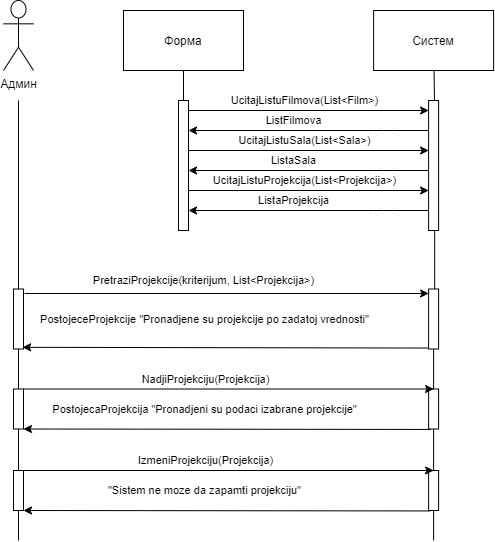 Форма
Систем
Админ
UcitajListuFilmova(List<Film>)
ListFilmova
UcitajListuSala(List<Sala>)
ListaSala
UcitajListuProjekcija(List<Projekcija>)
ListaProjekcija
PretraziProjekcije(kriterijum, List<Projekcija>)
PostojeceProjekcije "Pronadjene su projekcije po zadatoj vrednosti"
NadjiProjekciju(Projekcija)
PostojecaProjekcija "Pronadjeni su podaci izabrane projekcije"
IzmeniProjekciju(Projekcija)
"Sistem ne moze da zapamti projekciju"